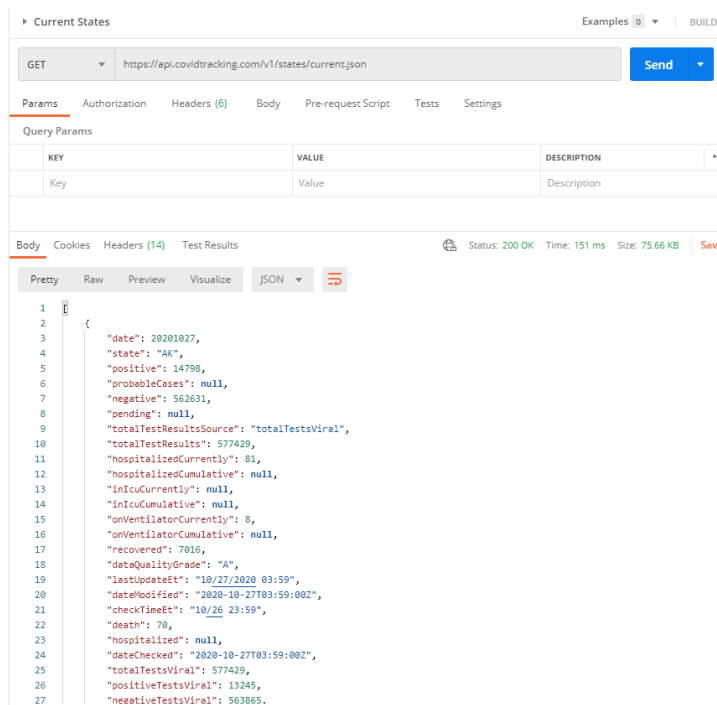 Current States Examples 0 BUILD
GET https://api.covidtracking.com/v1/states/current.json Send
Params Authorization Headers (6) Body Pre-request Script Tests Settings
Query Params
KEY VALUE DESCRIPTION
Key Value Description
Body Cookies Headers (14) Test Results Status: 200 OK Time: 151 ms Size: 75.66 KB Sav
Pretty Raw Preview Visualize JSON
1 [
2 {
3 "date": 20201027,
4 "state": "AK",
5 "positive": 14798,
6 "probableCases": null,
7 "negative": 562631,
8 "pending": null,
9 "totalTestResultsSource": "totalTestsViral",
10 "totalTestResults": 577429,
11 "hospitalizedCurrently": 81,
12 "hospitalizedCumulative": null,
13 "inIcuCurrently": null,
14 "inIcuCumulative": null,
15 "onVentilatorCurrently": 8,
16 "onVentilatorCumulative": null,
17 "recovered": 7016,
18 "dataQualityGrade": "A",
19 "lastUpdateEt": "10/27/2020 03:59",
20 "dateModified": "2020-10-27T03:59:00Z",
21 "checkTimeEt": "10/26 23:59",
22 "death": 70,
23 "hospitalized": null,
24 "dateChecked": "2020-10-27T03:59:00Z",
25 "totalTestsViral": 577429,
26 "positiveTestsViral": 13245,
27 "negativeTestsViral": 563865,